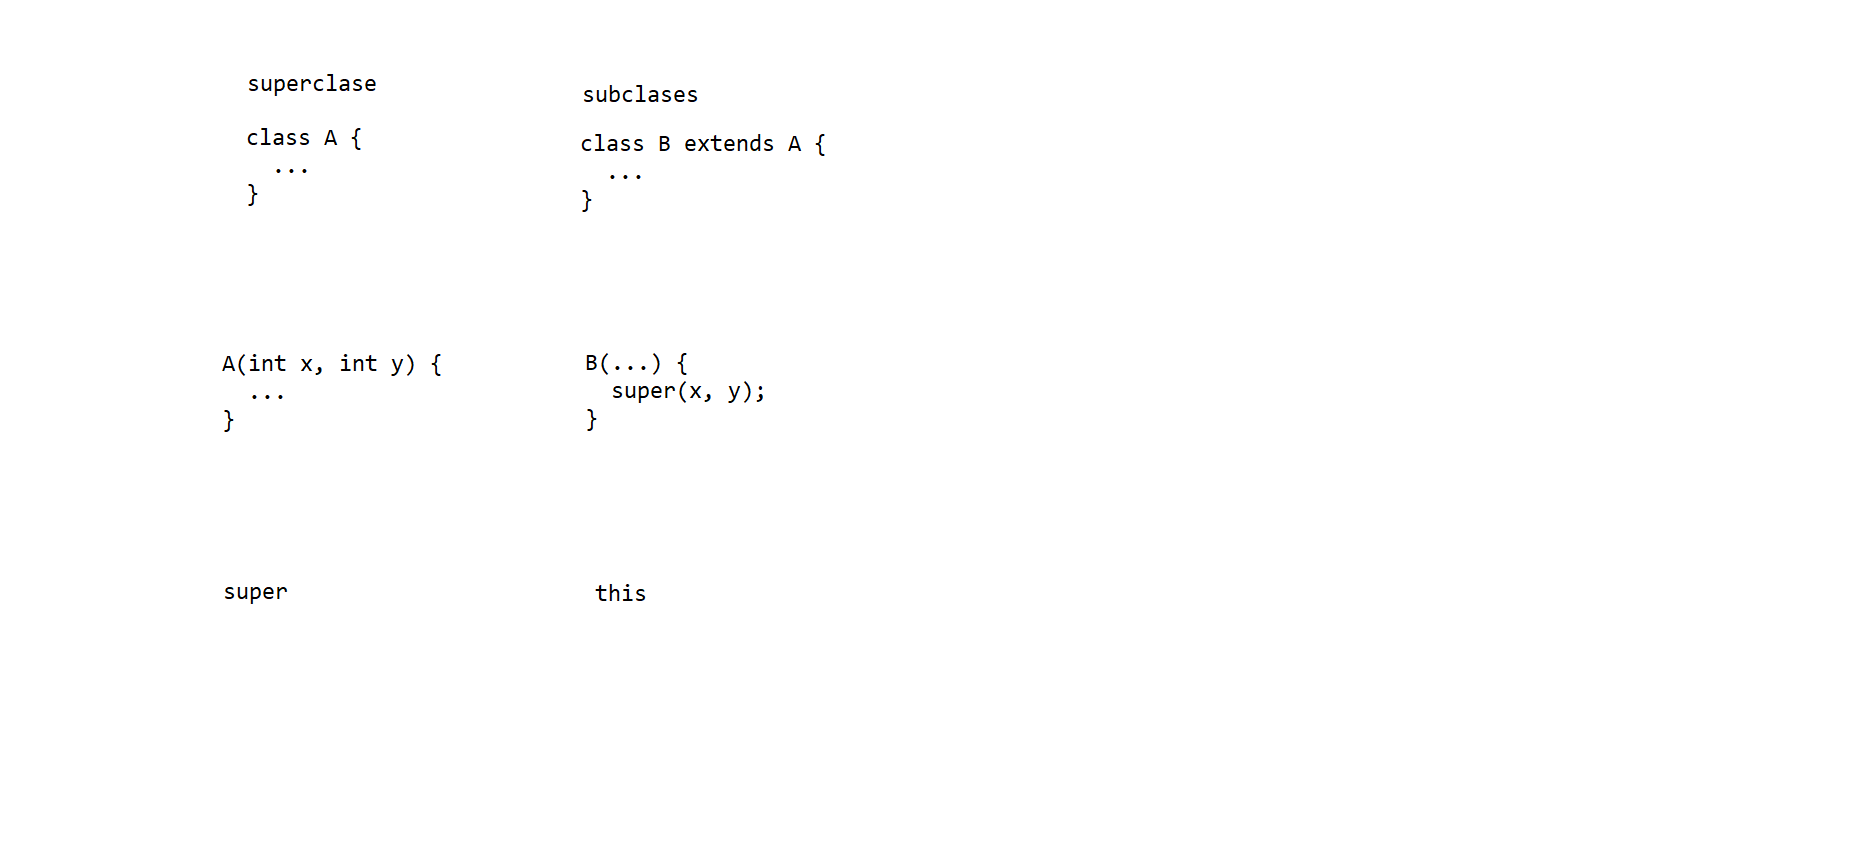 superclase
class A {
  ...
}
subclases
class B extends A {
  ...
}
A(int x, int y) {
  ...
}
B(...) {
  super(x, y);
}
super
this